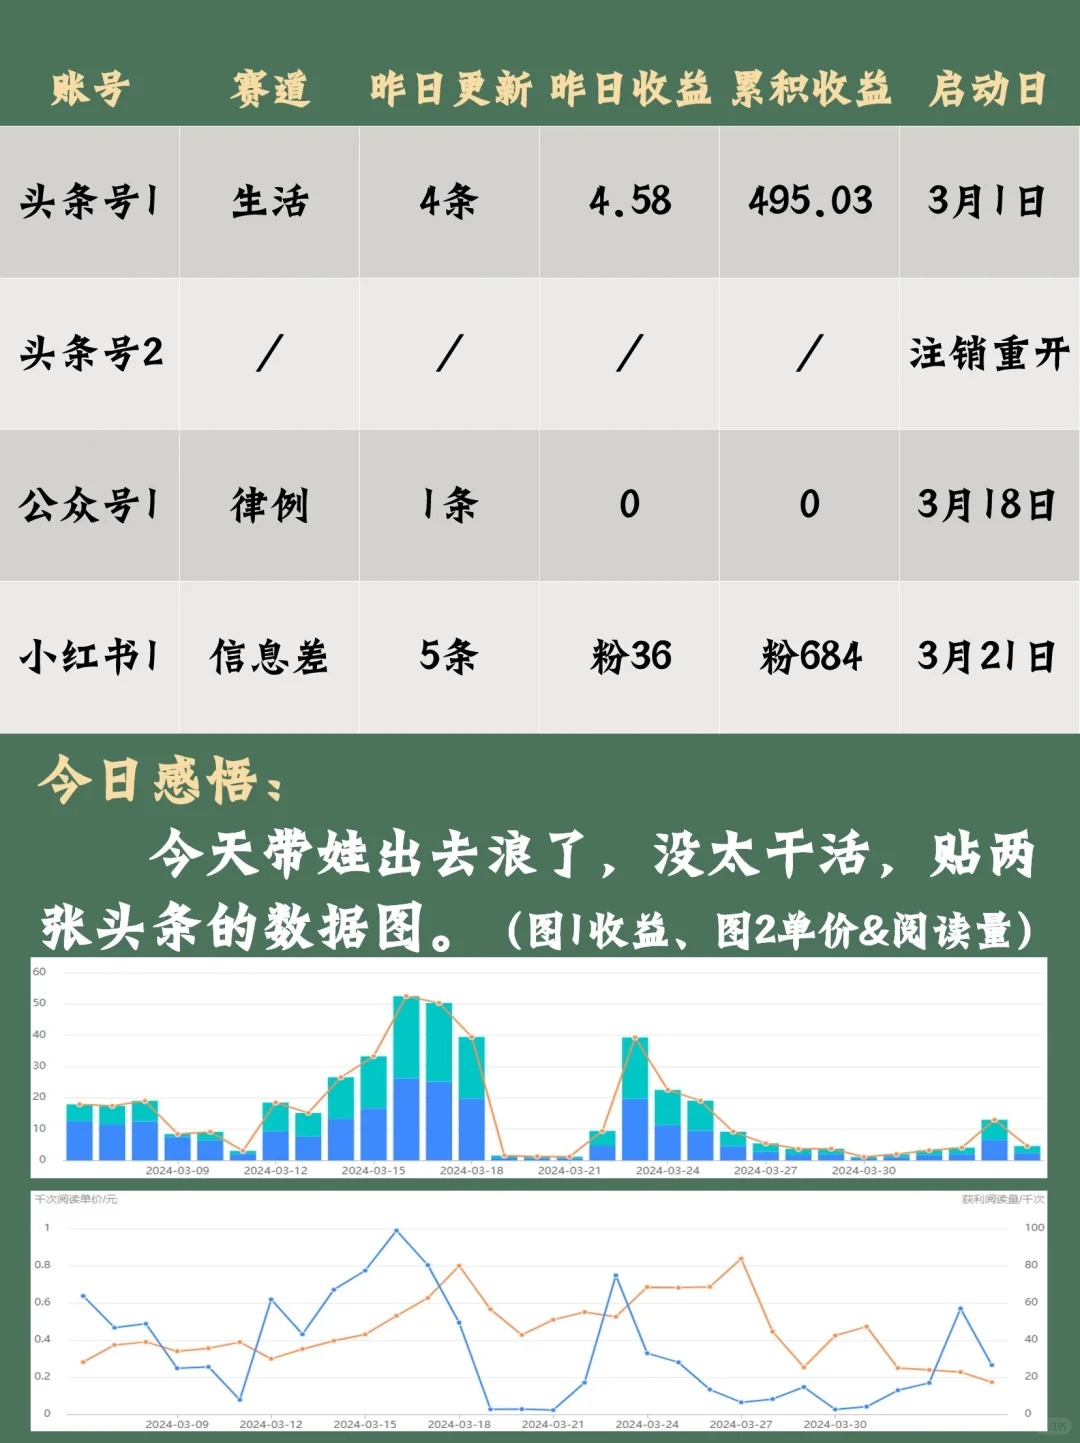 账号 赛道 昨日更新 昨日收益 累积收益 启动日
头条号1 生活 4条 4.58 495.03 3月1日
头条号2 / / / / 注销重开
公众号1 律例 1条 0 0 3月18日
小红书1 信息差 5条 粉36 粉684 3月21日
今日感悟：
今天带娃出去浪了，没太干活，贴两
张头条的数据图。（图1收益、图2单价&阅读量）
60
50
40
30
20
10
0
2024-03-09 2024-03-12 2024-03-15 2024-03-18 2024-03-21 2024-03-24 2024-03-27 2024-03-30
千次阅读单价/元 获利阅读量/千次
1 100
0.8 80
0.6 60
0.4 40
0.2 20
0 0
2024-03-09 2024-03-12 2024-03-15 2024-03-18 2024-03-21 2024-03-24 2024-03-27 2024-03-30